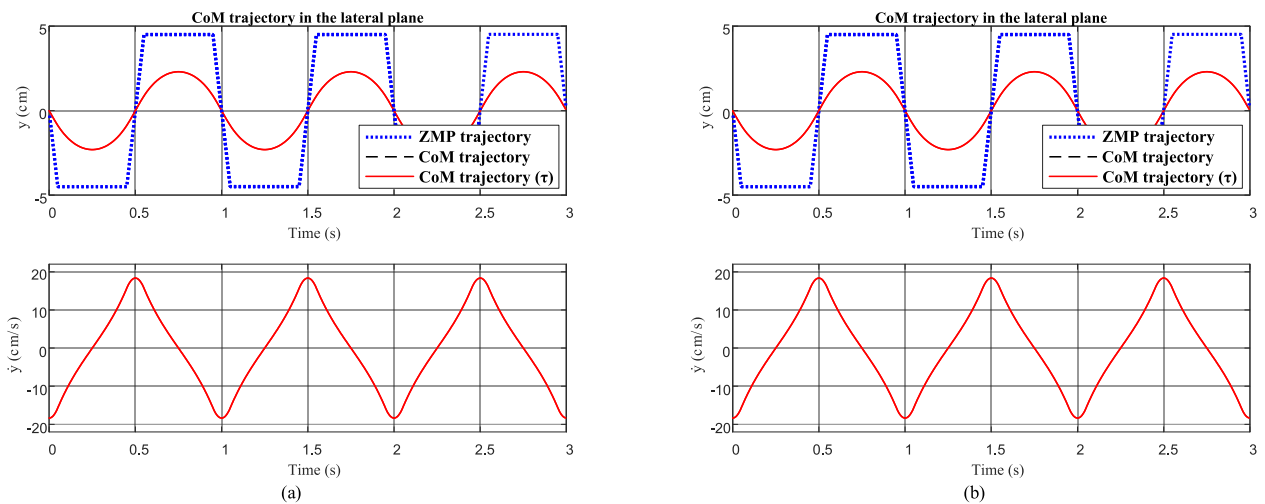 CoM trajectory in the lateral plane
5
y (cm)
0
-5
ZMP trajectory
CoM trajectory
CoM trajectory (τ)
0 0.5 1 1.5 2 2.5 3
Time (s)
20
10
ẏ (cm/s)
0
-10
-20
0 0.5 1 1.5 2 2.5 3
Time (s)
(a)
CoM trajectory in the lateral plane
5
y (cm)
0
-5
ZMP trajectory
CoM trajectory
CoM trajectory (τ)
0 0.5 1 1.5 2 2.5 3
Time (s)
20
10
ẏ (cm/s)
0
-10
-20
0 0.5 1 1.5 2 2.5 3
Time (s)
(b)